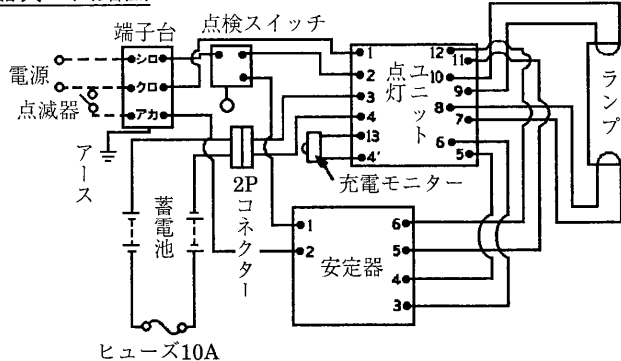 端子台
点検スイッチ
電源
点滅器
シロ
クロ
アカ
アース
蓄電池
ヒューズ10A
2Pコネクター
1
2
3
4
13
4'
点灯ユニット
12
11
10
9
8
7
6
5
ランプ
充電モニター
1
2
安定器
6
5
4
3